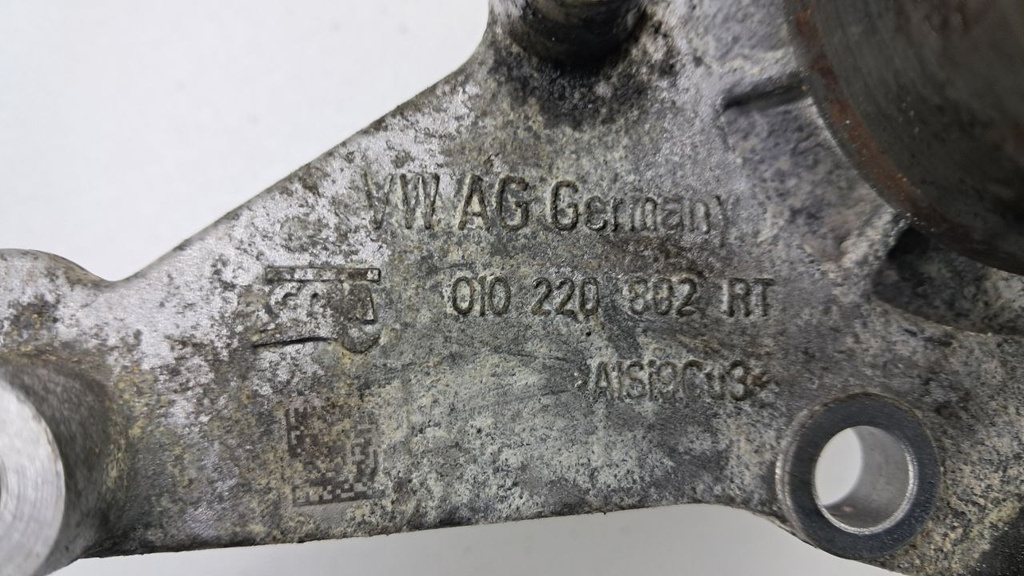 VW AG Germany
010 220 802 RT
>AlSi9Cu3<